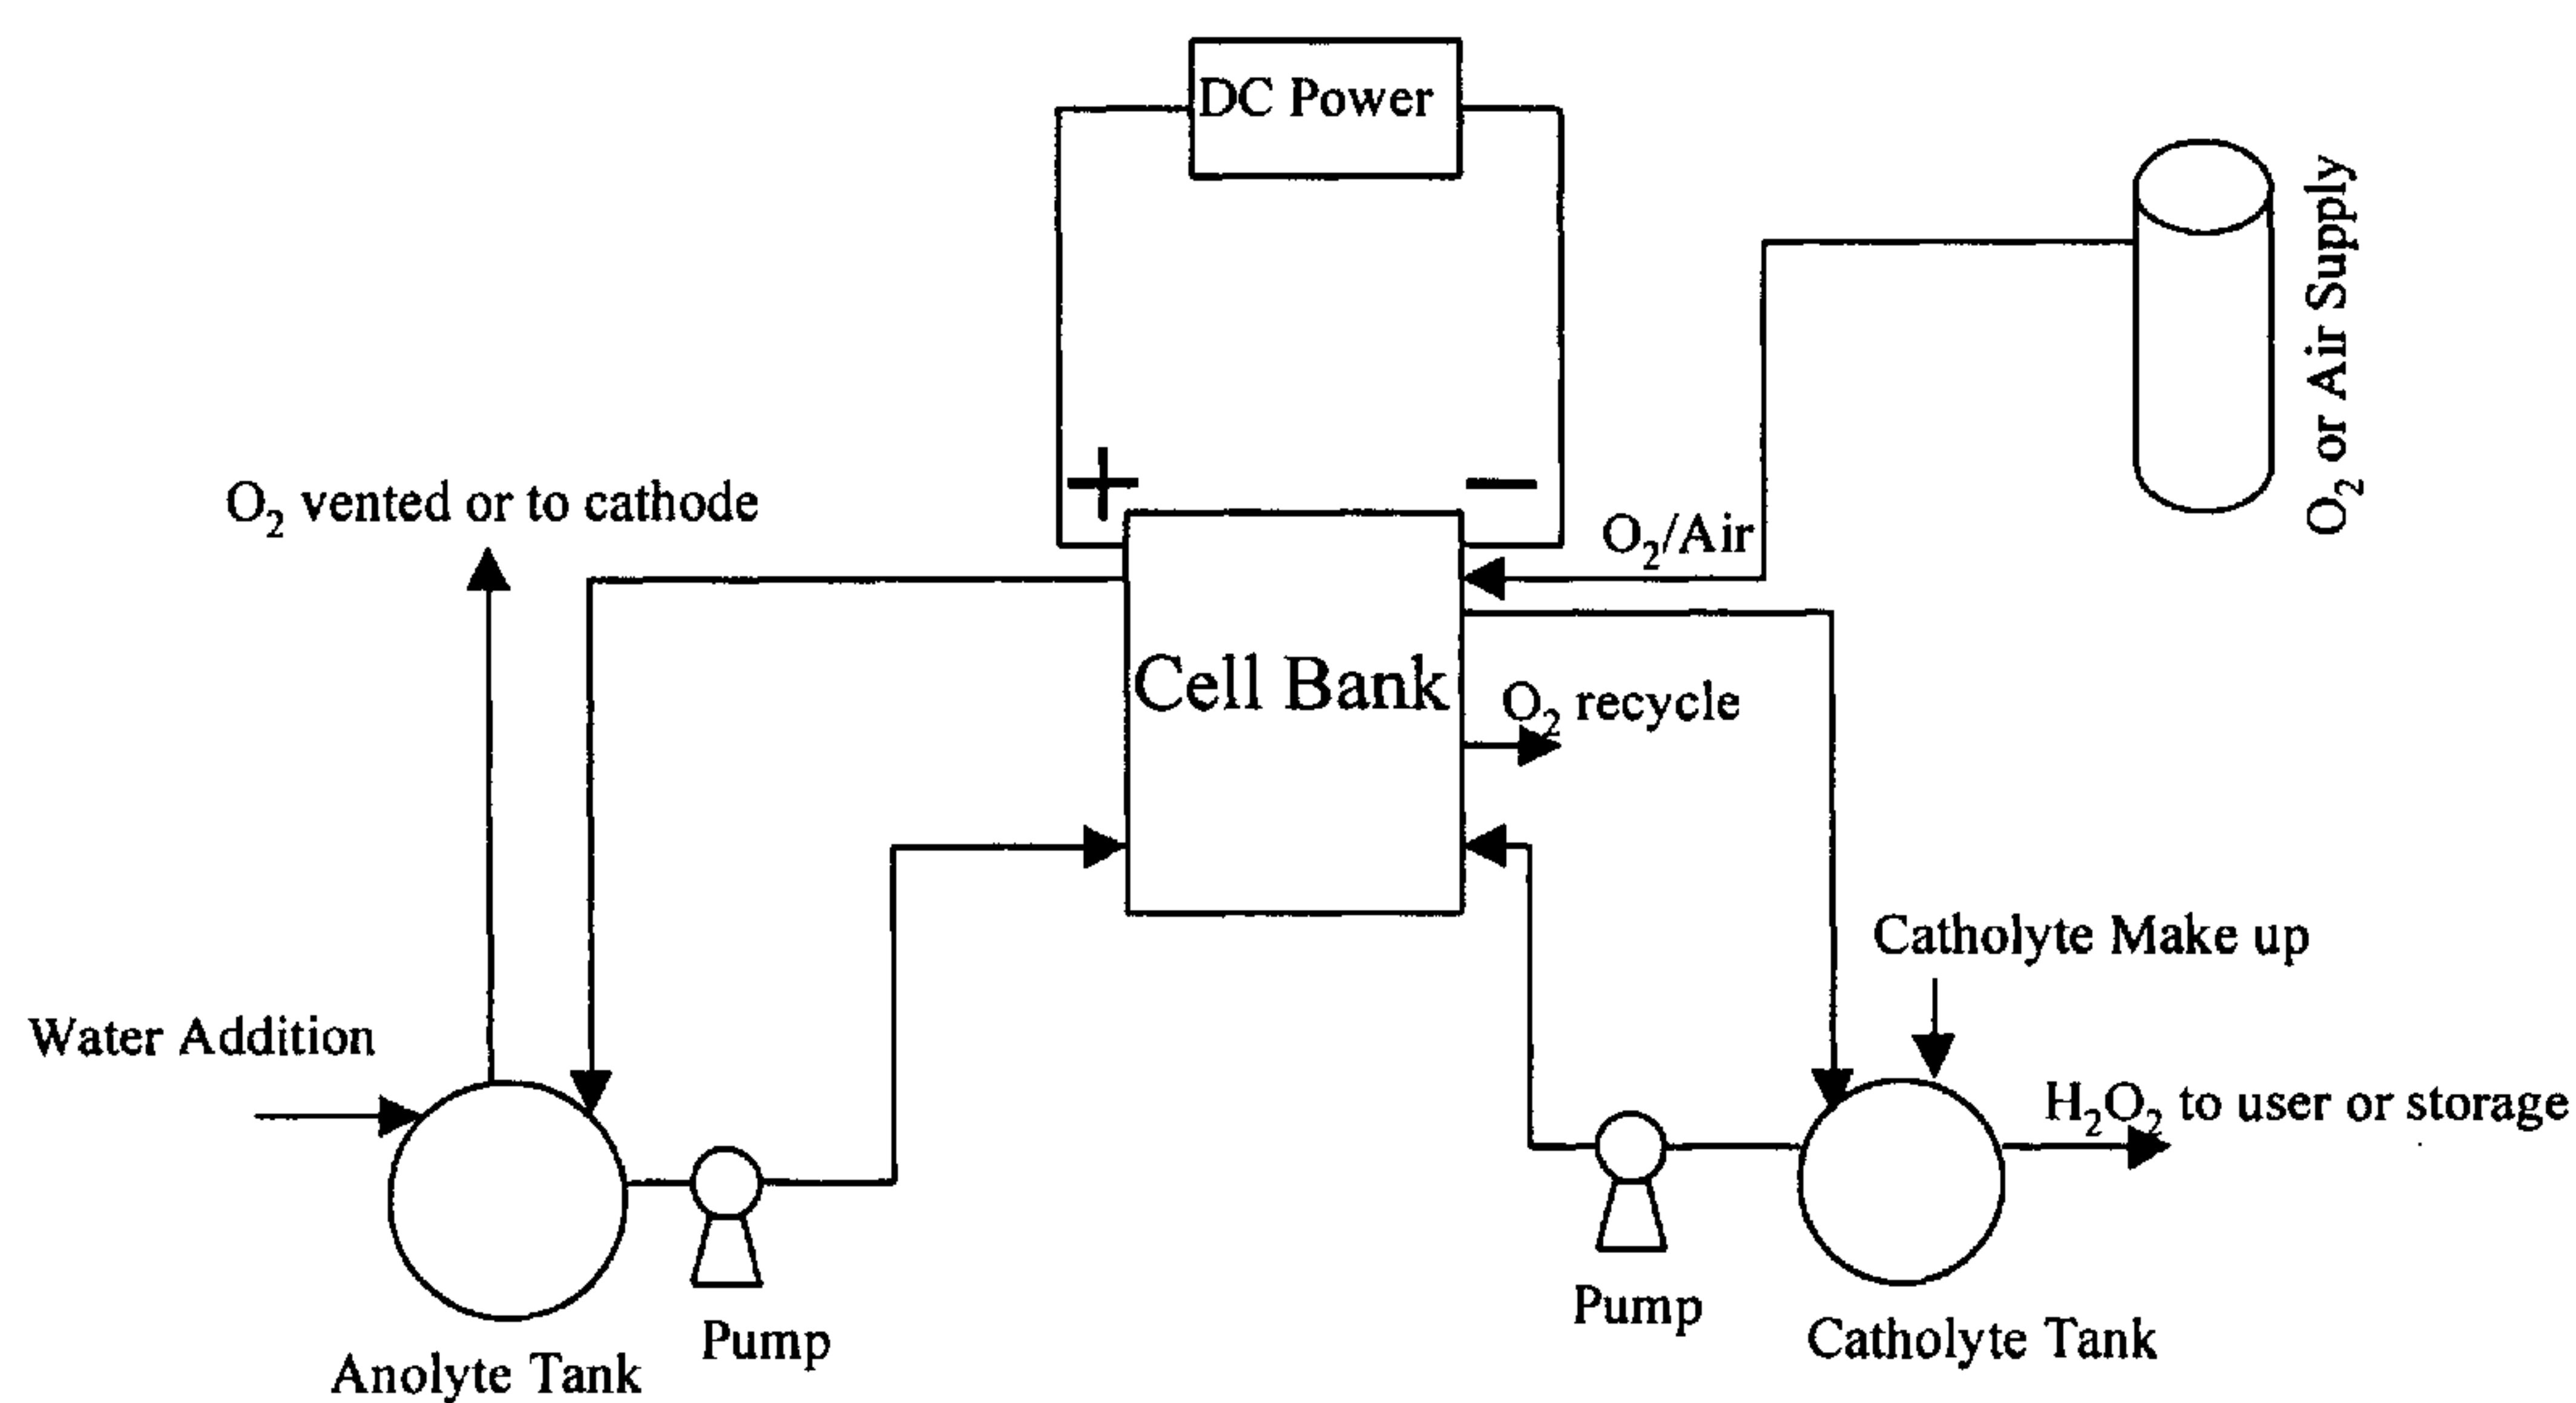 DC Power
O₂ or Air Supply
+
−
O₂ vented or to cathode
O₂/Air
Cell Bank
O₂ recycle
Catholyte Make up
Water Addition
H₂O₂ to user or storage
Pump
Pump
Catholyte Tank
Anolyte Tank